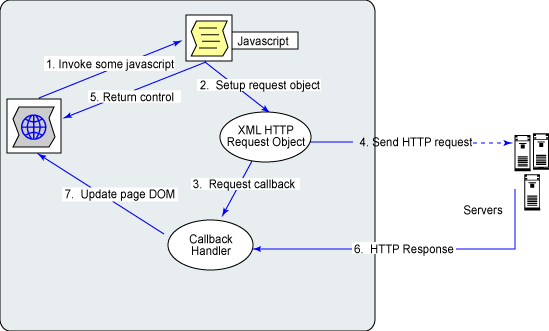 Javascript
1. Invoke some javascript
2. Setup request object
5. Return control
XML HTTP
Request Object
4. Send HTTP request
3. Request callback
7. Update page DOM
Servers
Callback
Handler
6. HTTP Response